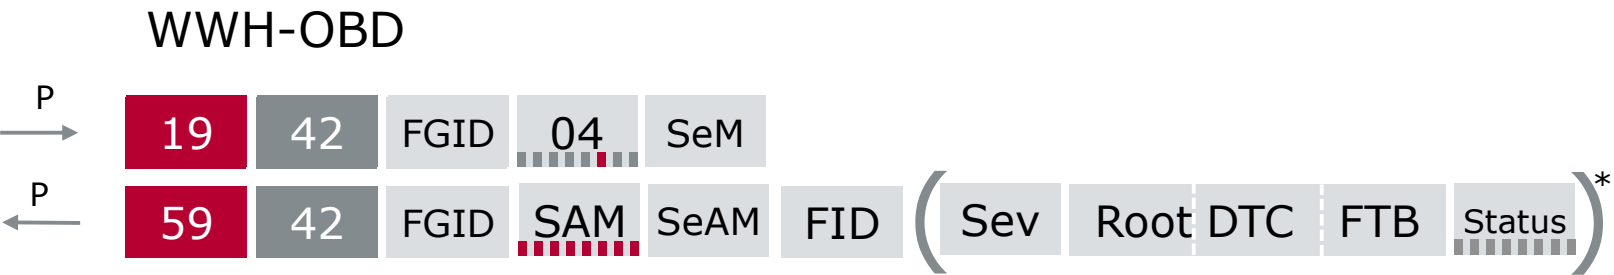 WWH-OBD
P
19 42 FGID 04 SeM
P
59 42 FGID SAM SeAM FID ( Sev Root DTC FTB Status )*